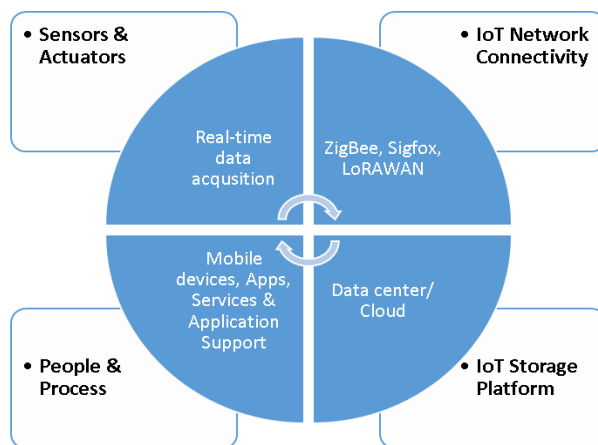 • Sensors &
Actuators
• IoT Network
Connectivity
Real-time
data
acqusition
ZigBee, Sigfox,
LoRAWAN
Mobile
devices, Apps,
Services &
Application
Support
Data center/
Cloud
• People &
Process
• IoT Storage
Platform